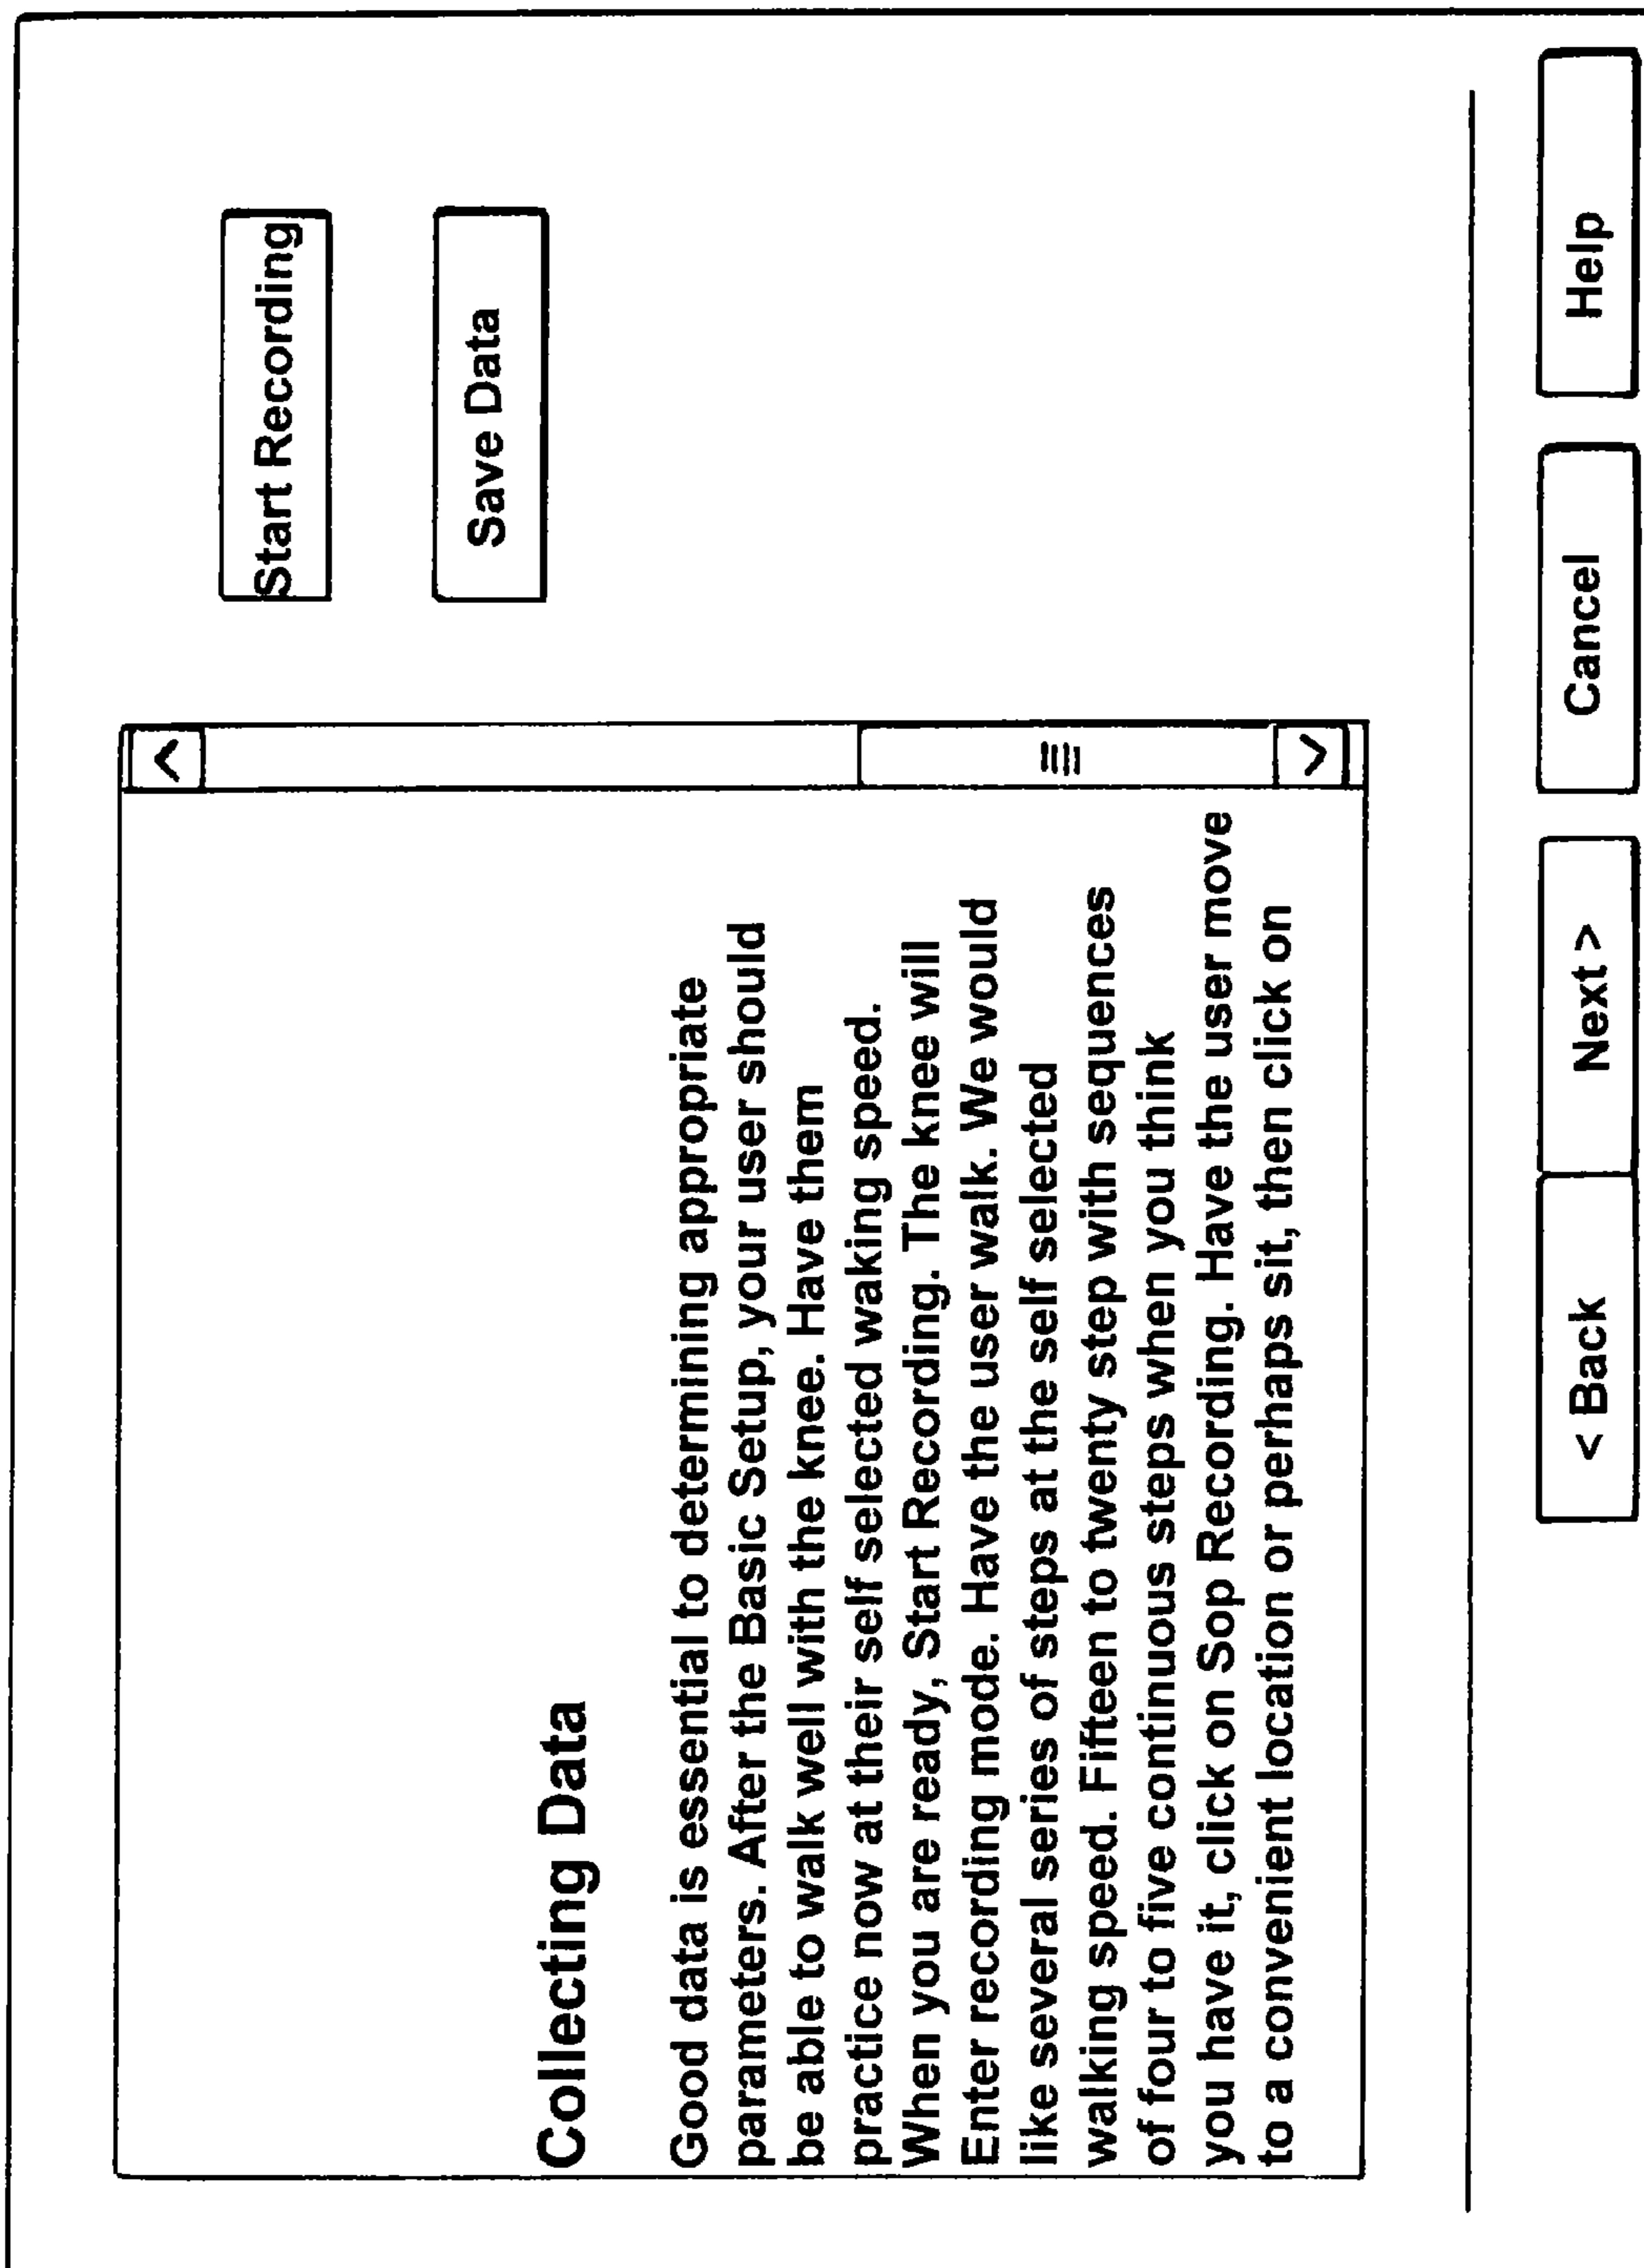 Collecting Data
Good data is essential to determining appropriate
parameters. After the Basic Setup, your user should
be able to walk well with the knee. Have them
practice now at their self selected waking speed.
When you are ready, Start Recording. The knee will
Enter recording mode. Have the user walk. We would
like several series of steps at the self selected
walking speed. Fifteen to twenty step with sequences
of four to five continuous steps when you think
you have it, click on Sop Recording. Have the user move
to a convenient location or perhaps sit, then click on
Start Recording
Save Data
< Back
Next >
Cancel
Help